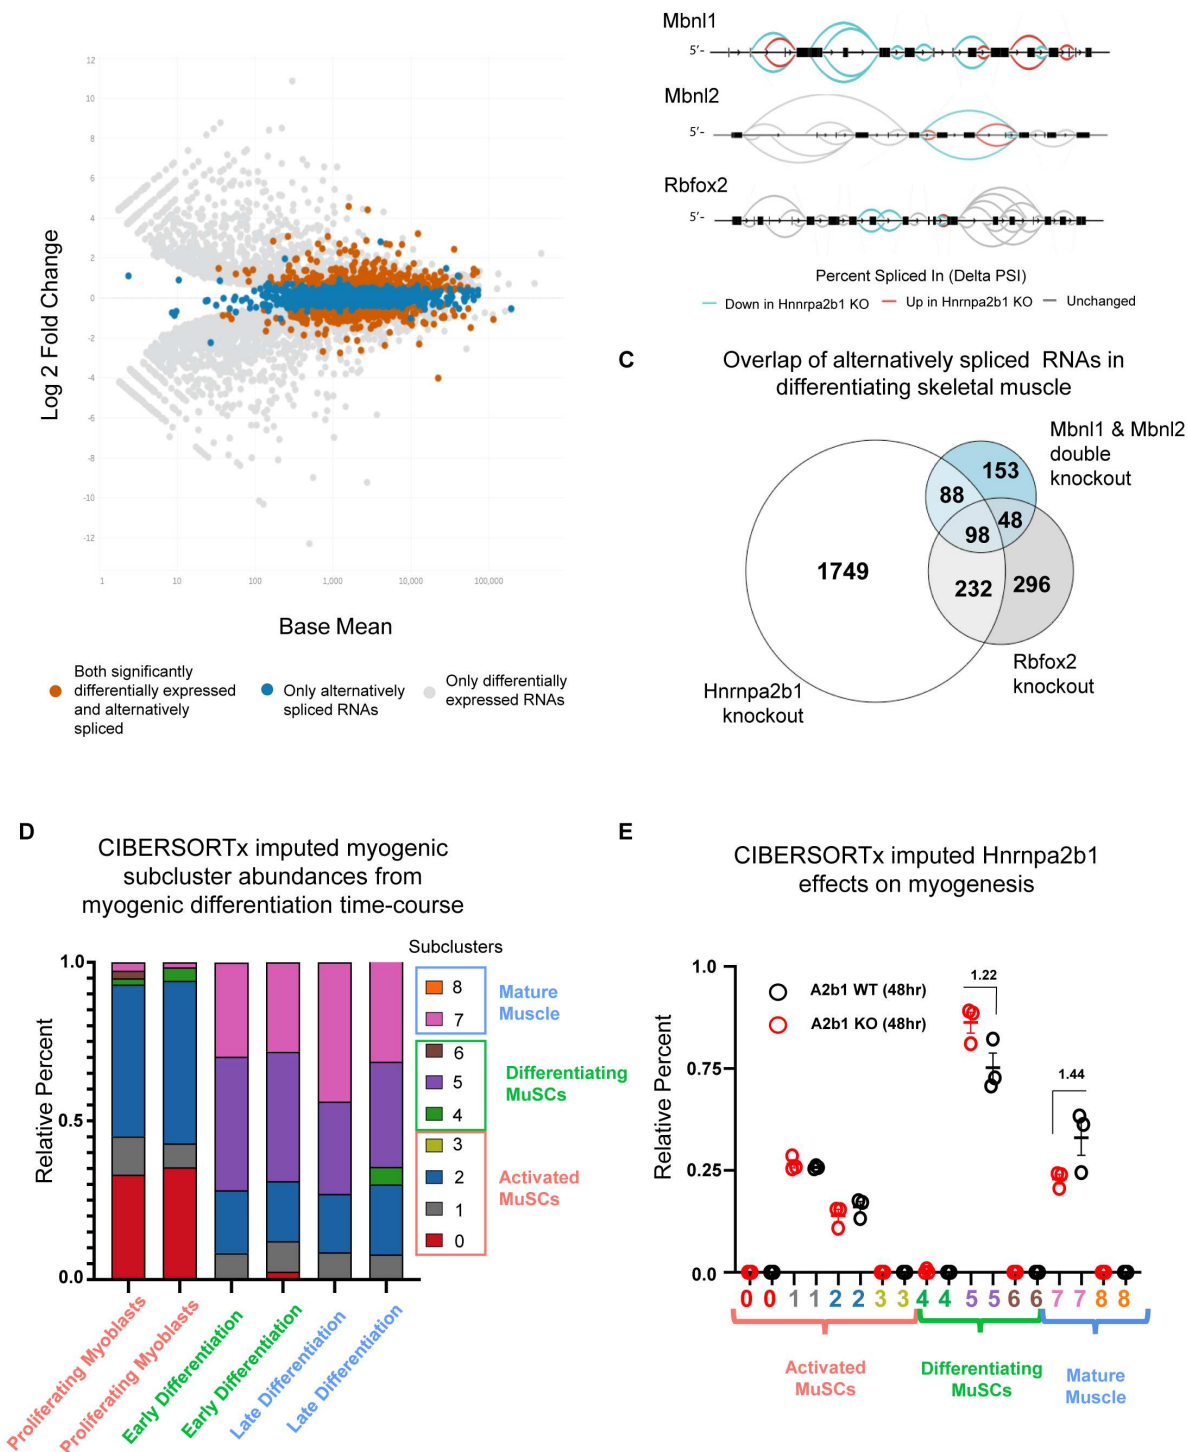 12
10
8
6
4
2
0
-2
-4
-6
-8
-10
-12
Log 2 Fold Change
1
10
100
1,000
10,000
100,000
Base Mean
Both significantly
differentially expressed
and alternatively
spliced
Only alternatively
spliced RNAs
Only differentially
expressed RNAs
Mbnl1
5'-
Mbnl2
5'-
Rbfox2
5'-
Percent Spliced In (Delta PSI)
Down in Hnnrpa2b1 KO
Up in Hnrnpa2b1 KO
Unchanged
C
Overlap of alternatively spliced RNAs in
differentiating skeletal muscle
Mbnl1 & Mbnl2
double
knockout
153
88
48
98
1749
232
296
Hnrnpa2b1
knockout
Rbfox2
knockout
D
CIBERSORTx imputed myogenic
subcluster abundances from
myogenic differentiation time-course
Relative Percent
1.0
0.5
0.0
Subclusters
8
7
Mature
Muscle
6
5
4
Differentiating
MuSCs
3
2
1
0
Activated
MuSCs
Proliferating Myoblasts
Proliferating Myoblasts
Early Differentiation
Early Differentiation
Late Differentiation
Late Differentiation
E
CIBERSORTx imputed Hnrnpa2b1
effects on myogenesis
Relative Percent
1.0
0.75
0.25
0.0
A2b1 WT (48hr)
A2b1 KO (48hr)
1.22
1.44
0 0 1 1 2 2 3 3 4 4 5 5 6 6 7 7 8 8
Activated
MuSCs
Differentiating
MuSCs
Mature
Muscle